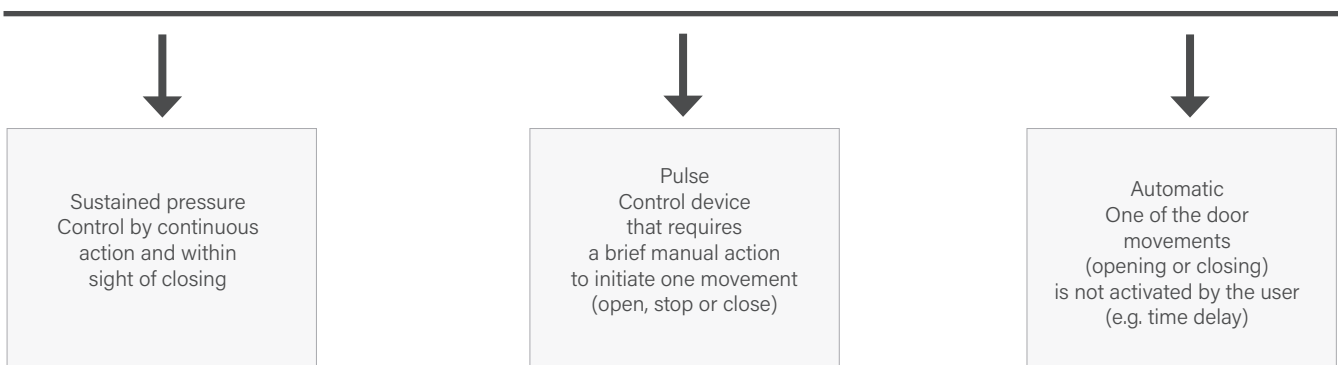 Sustained pressure
Control by continuous
action and within
sight of closing
Pulse
Control device
that requires
a brief manual action
to initiate one movement
(open, stop or close)
Automatic
One of the door
movements
(opening or closing)
is not activated by the user
(e.g. time delay)